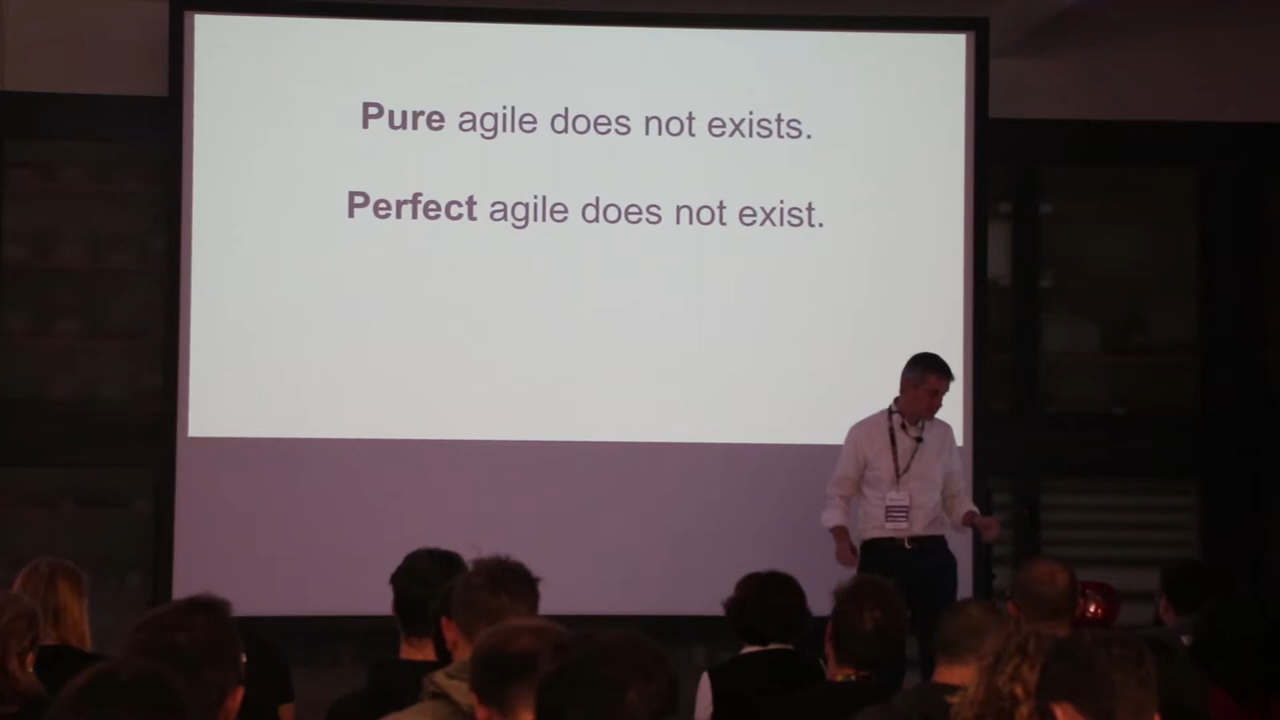 Pure agile does not exists.
Perfect agile does not exist.